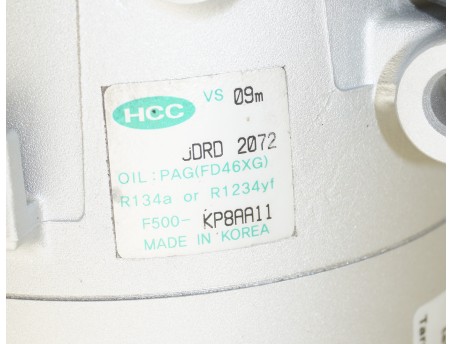 HCC VS 09m
JDRD 2072
OIL:PAG(FD46XG)
R134a or R1234yf
F500-KP8AA11
MADE IN KOREA